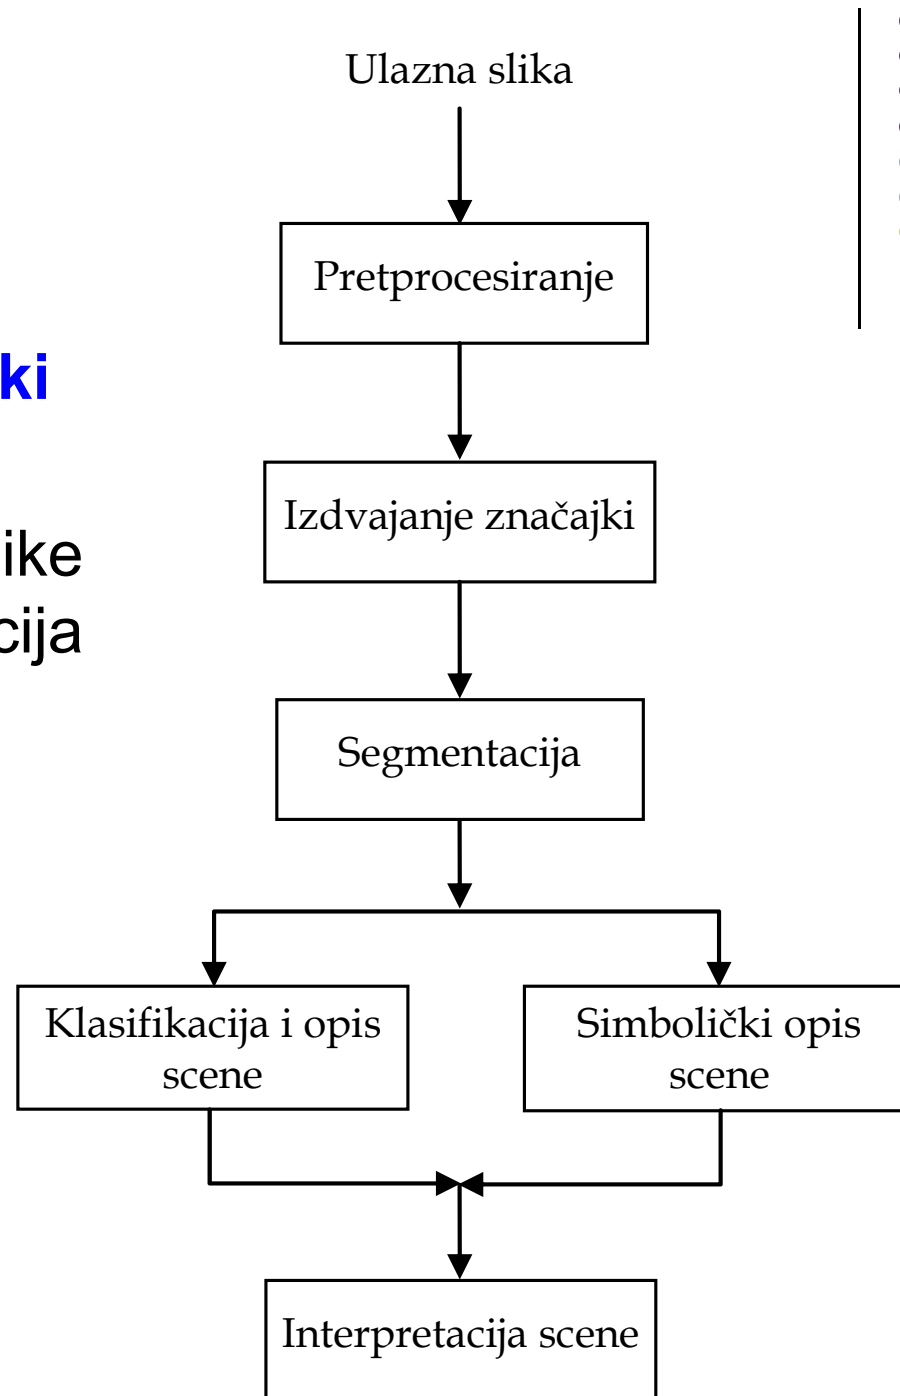 Ulazna slika
Pretprocesiranje
ki
Izdvajanje značajki
ike
cija
Segmentacija
Klasifikacija i opis
scene
Simbolički opis
scene
Interpretacija scene